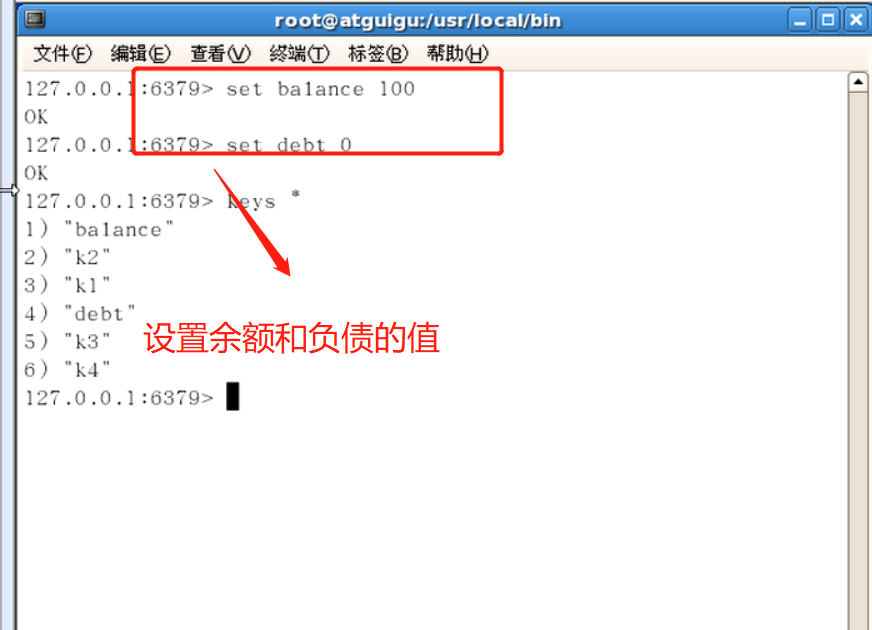 root@atguigu:/usr/local/bin
文件(F) 编辑(E) 查看(V) 终端(T) 标签(B) 帮助(H)
127.0.0.1:6379> set balance 100
OK
127.0.0.1:6379> set debt 0
OK
127.0.0.1:6379> keys *
1) "balance"
2) "k2"
3) "k1"
4) "debt"
5) "k3"
6) "k4"
127.0.0.1:6379>
设置余额和负债的值